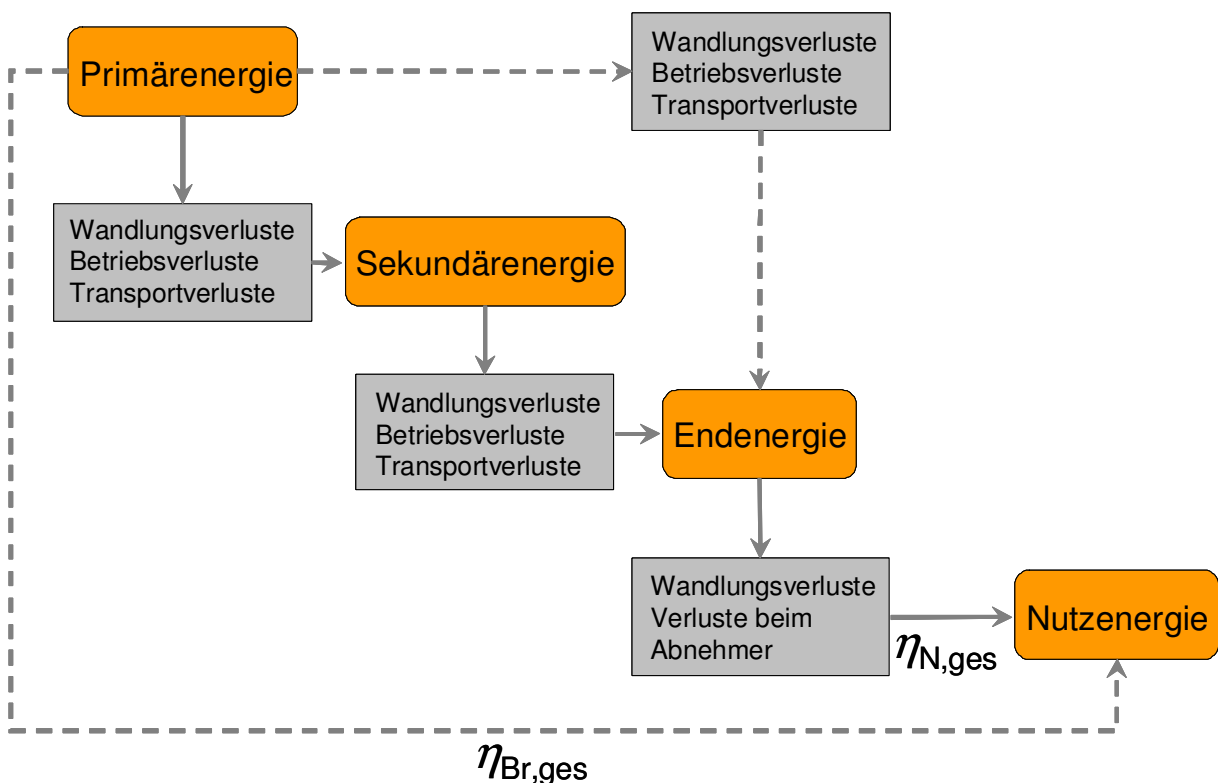 Primärenergie
Wandlungsverluste
Betriebsverluste
Transportverluste
Wandlungsverluste
Betriebsverluste
Transportverluste
Sekundärenergie
Wandlungsverluste
Betriebsverluste
Transportverluste
Endenergie
Wandlungsverluste
Verluste beim
Abnehmer
ηN,ges
Nutzenergie
ηBr,ges